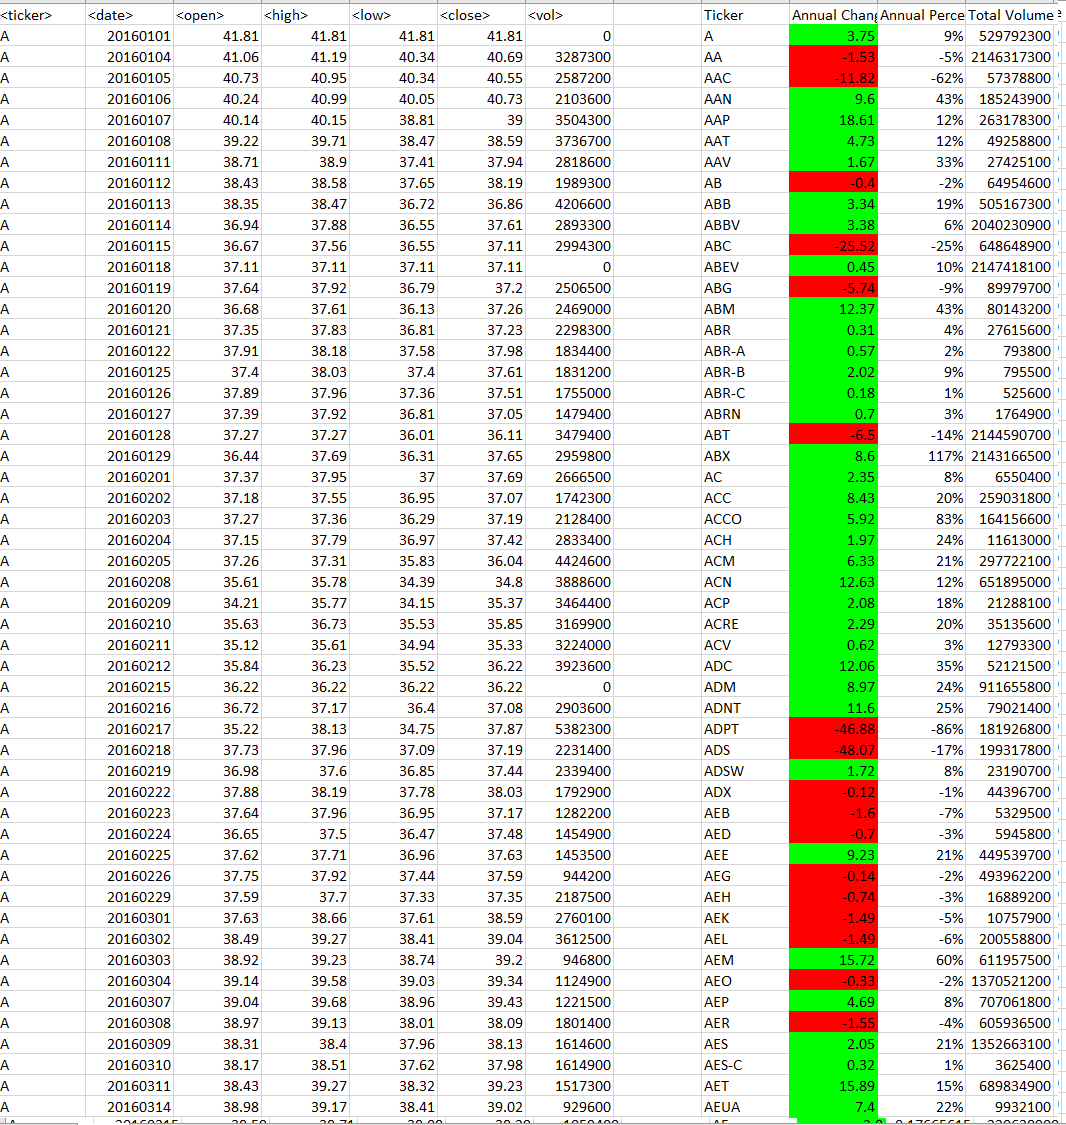 <ticker> <date> <open> <high> <low> <close> <vol> Ticker Annual Chang Annual Perce Total Volume
A 20160101 41.81 41.81 41.81 41.81 0 A 3.75 9% 529792300
A 20160104 41.06 41.19 40.34 40.69 3287300 AA -1.53 -5% 2146317300
A 20160105 40.73 40.95 40.34 40.55 2587200 AAC -11.82 -62% 57378800
A 20160106 40.24 40.99 40.05 40.73 2103600 AAN 9.6 43% 185243900
A 20160107 40.14 40.15 38.81 39 3504300 AAP 18.61 12% 263178300
A 20160108 39.22 39.71 38.47 38.59 3736700 AAT 4.73 12% 49258800
A 20160111 38.71 38.9 37.41 37.94 2818600 AAV 1.67 33% 27425100
A 20160112 38.43 38.58 37.65 38.19 1989300 AB -0.4 -2% 64954600
A 20160113 38.35 38.47 36.72 36.86 4206600 ABB 3.34 19% 505167300
A 20160114 36.94 37.88 36.55 37.61 2893300 ABBV 3.38 6% 2040230900
A 20160115 36.67 37.56 36.55 37.11 2994300 ABC -25.52 -25% 648648900
A 20160118 37.11 37.11 37.11 37.11 0 ABEV 0.45 10% 2147418100
A 20160119 37.64 37.92 36.79 37.2 2506500 ABG -5.74 -9% 89979700
A 20160120 36.68 37.61 36.13 37.26 2469000 ABM 12.37 43% 80143200
A 20160121 37.35 37.83 36.81 37.23 2298300 ABR 0.31 4% 27615600
A 20160122 37.91 38.18 37.58 37.98 1834400 ABR-A 0.57 2% 793800
A 20160125 37.4 38.03 37.4 37.61 1831200 ABR-B 2.02 9% 795500
A 20160126 37.89 37.96 37.36 37.51 1755000 ABR-C 0.18 1% 525600
A 20160127 37.39 37.92 36.81 37.05 1479400 ABRN 0.7 3% 1764900
A 20160128 37.27 37.27 36.01 36.11 3479400 ABT -6.5 -14% 2144590700
A 20160129 36.44 37.69 36.31 37.65 2959800 ABX 8.6 117% 2143166500
A 20160201 37.37 37.95 37 37.69 2686500 AC 2.35 8% 6550400
A 20160202 37.18 37.55 36.95 37.07 1742300 ACC 8.43 20% 259031800
A 20160203 37.27 37.36 36.29 37.19 2128400 ACCO 5.92 83% 164156600
A 20160204 37.15 37.79 36.97 37.42 2833400 ACH 1.97 24% 11613000
A 20160205 37.26 37.31 35.83 36.04 4424600 ACM 6.33 21% 297722100
A 20160208 35.61 35.78 34.39 34.8 3888600 ACN 12.63 12% 651895000
A 20160209 34.21 35.77 34.15 35.37 3464400 ACP 2.08 18% 21288100
A 20160210 35.63 36.73 35.53 35.85 3169900 ACRE 2.29 20% 35135600
A 20160211 35.12 35.61 34.94 35.33 3224000 ACV 0.62 3% 12793300
A 20160212 35.84 36.23 35.52 36.22 3923600 ADC 12.06 35% 52121500
A 20160215 36.22 36.22 36.22 36.22 0 ADM 8.97 24% 911655800
A 20160216 36.72 37.17 36.4 37.08 2903600 ADNT 11.6 25% 79021400
A 20160217 35.22 38.13 34.75 37.87 5382300 ADPT -46.88 -86% 181926800
A 20160218 37.73 37.96 37.09 37.19 2231400 ADS -48.07 -17% 199317800
A 20160219 36.98 37.6 36.85 37.44 2339400 ADSW 1.72 8% 23190700
A 20160222 37.88 38.19 37.78 38.03 1792900 ADX -0.12 -1% 44396700
A 20160223 37.64 37.96 36.95 37.17 1282200 AEB -1.6 -7% 5329500
A 20160224 36.65 37.5 36.47 37.48 1454900 AED -0.7 -3% 5945800
A 20160225 37.62 37.71 36.96 37.63 1453500 AEE 9.23 21% 449539700
A 20160226 37.75 37.92 37.44 37.59 944200 AEG -0.14 -2% 493962200
A 20160229 37.59 37.7 37.33 37.35 2187500 AEH -0.74 -3% 16889200
A 20160301 37.63 38.66 37.61 38.59 2760100 AEK -1.49 -5% 10757900
A 20160302 38.49 39.27 38.41 39.04 3612500 AEL -1.49 -6% 200558800
A 20160303 38.92 39.23 38.74 39.2 946800 AEM 15.72 60% 611957500
A 20160304 39.14 39.58 39.03 39.34 1124900 AEO -0.33 -2% 1370521200
A 20160307 39.04 39.68 38.96 39.43 1221500 AEP 4.69 8% 707061800
A 20160308 38.97 39.13 38.01 38.09 1801400 AER -1.55 -4% 605936500
A 20160309 38.31 38.4 37.96 38.13 1614600 AES 2.05 21% 1352663100
A 20160310 38.17 38.51 37.62 37.98 1614900 AES-C 0.32 1% 3625400
A 20160311 38.43 39.27 38.32 39.23 1517300 AET 15.89 15% 689834900
A 20160314 38.98 39.17 38.41 39.02 929600 AEUA 7.4 22% 9932100